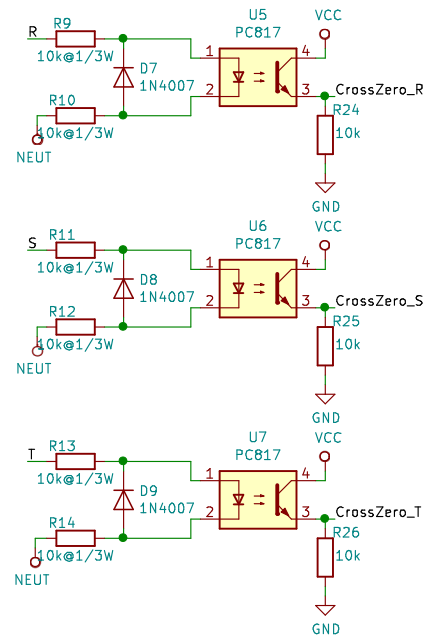 U5
PC817
VCC
R
R9
10k@1/3W
D7
1N4007
1
2
4
3
CrossZero_R
R10
10k@1/3W
NEUT
R24
10k
GND
U6
PC817
VCC
S
R11
10k@1/3W
D8
1N4007
1
2
4
3
CrossZero_S
R12
10k@1/3W
NEUT
R25
10k
GND
U7
PC817
VCC
T
R13
10k@1/3W
D9
1N4007
1
2
4
3
CrossZero_T
R14
10k@1/3W
NEUT
R26
10k
GND